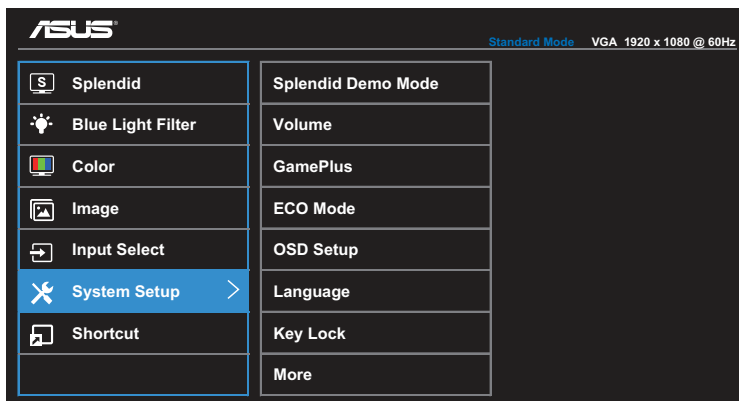 ASUS
Standard Mode VGA 1920 x 1080 @ 60Hz
S Splendid
Blue Light Filter
Color
Image
Input Select
System Setup
Shortcut
Splendid Demo Mode
Volume
GamePlus
ECO Mode
OSD Setup
Language
Key Lock
More